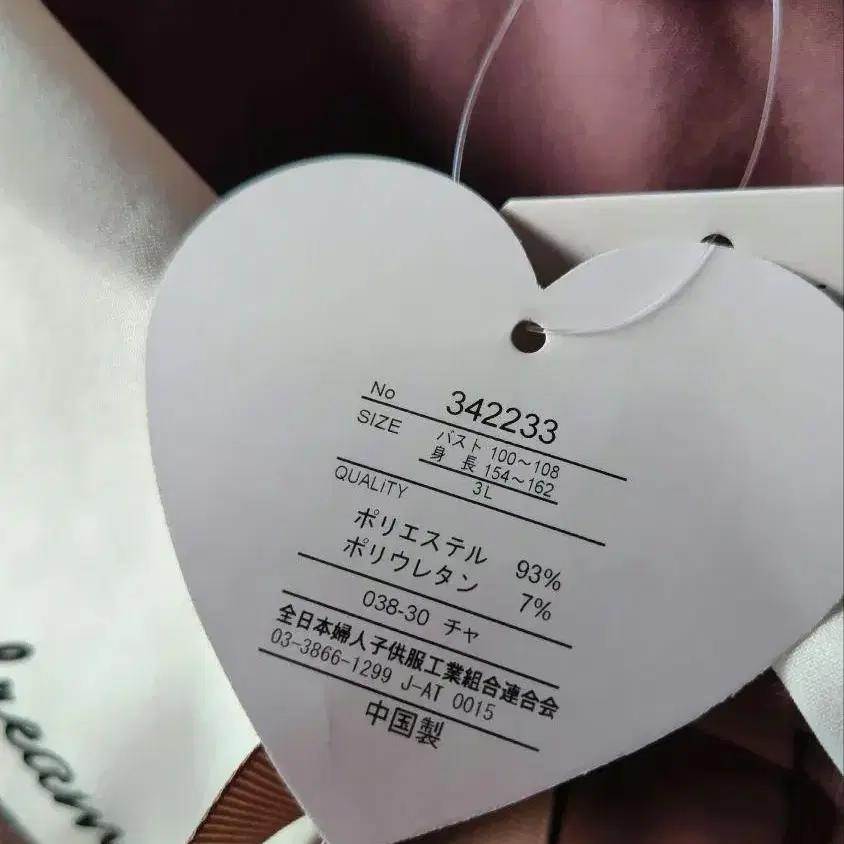 No 342233
SIZE バスト 100～108
身 長 154～162
3L
QUALITY
ポリエステル 93%
ポリウレタン 7%
038-30 チャ
全日本婦人子供服工業組合連合会
03-3866-1299 J-AT 0015
中国製